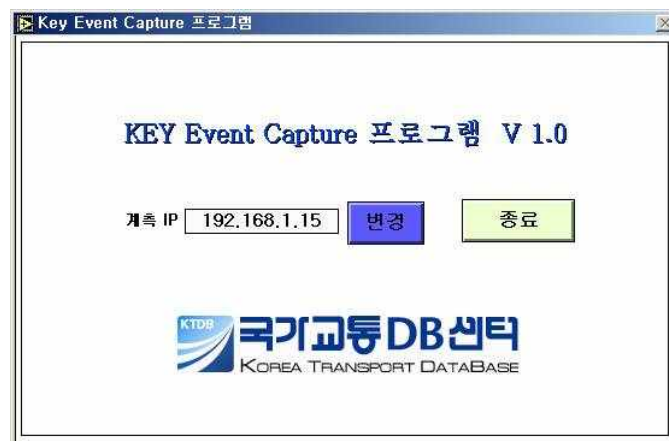 Key Event Capture 프로그램
KEY Event Capture 프로그램 V 1.0
계측 IP 192.168.1.15 변경 종료
KTDB 국가교통DB센터
KOREA TRANSPORT DATABASE